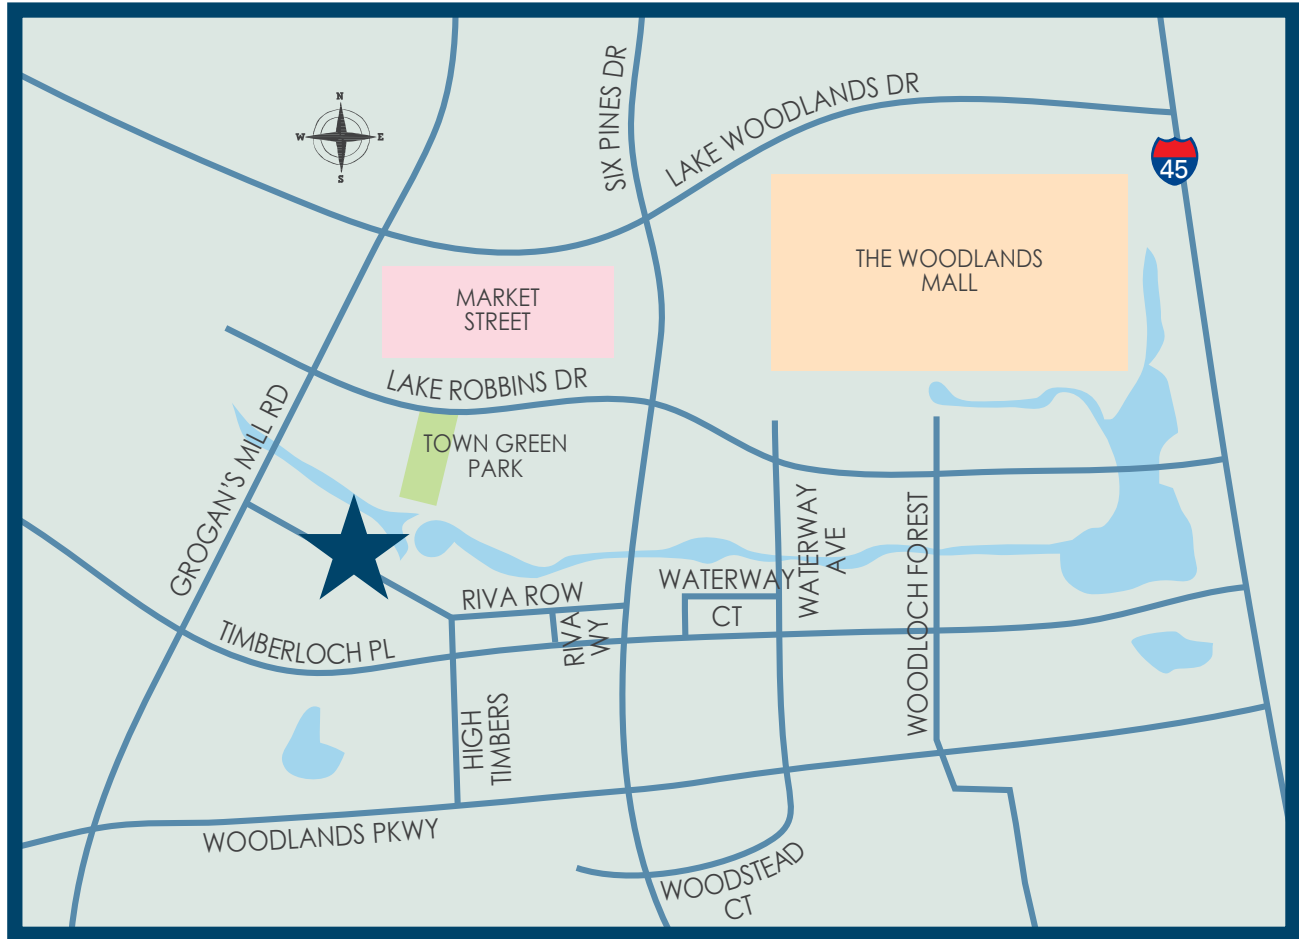 N
W E
S
SIX PINES DR
LAKE WOODLANDS DR
45
THE WOODLANDS
MALL
MARKET
STREET
LAKE ROBBINS DR
GROGAN'S MILL RD
TOWN GREEN
PARK
WATERWAY
AVE
WOODLOCH FOREST
WATERWAY
CT
RIVA ROW
RIVA
WY
TIMBERLOCH PL
HIGH
TIMBERS
WOODLANDS PKWY
WOODSTEAD
CT